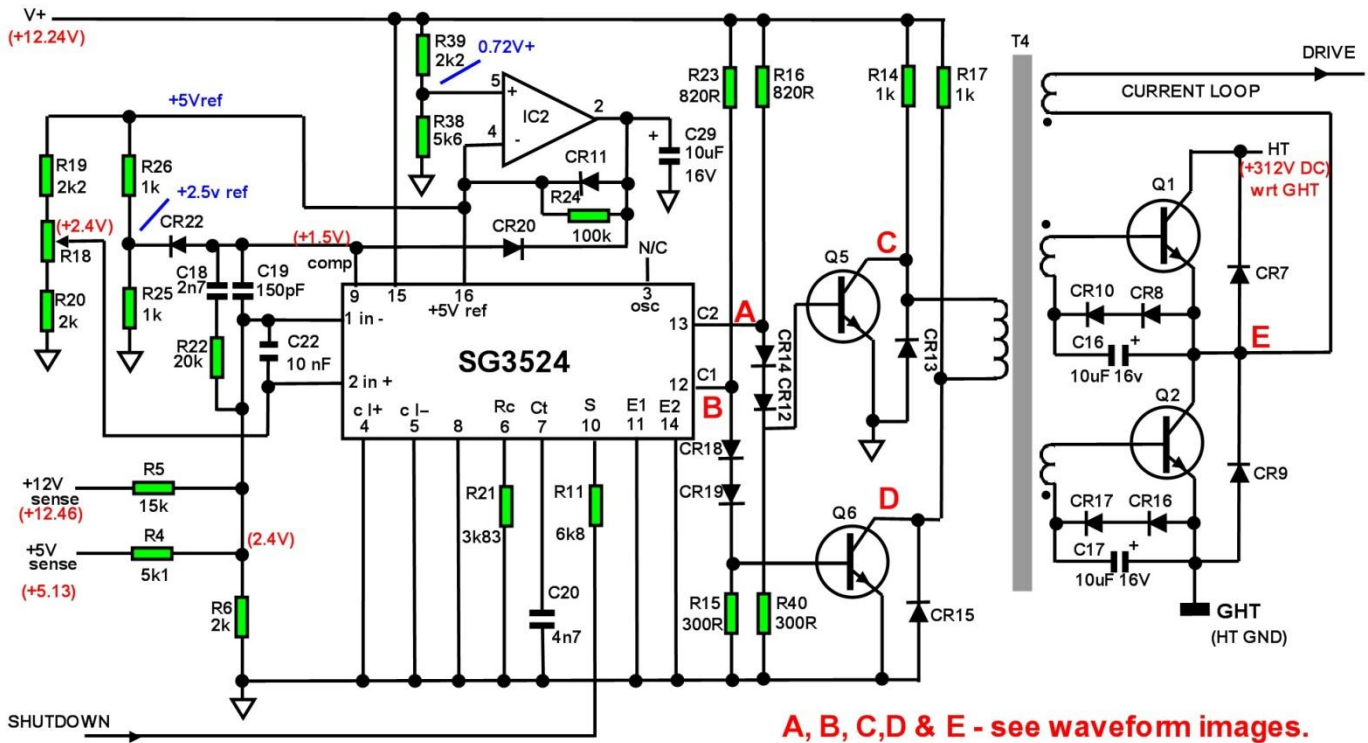 V+
(+12.24V)
R39
2k2
0.72V+
5
+
IC2
2
4
-
R38
5k6
+
C29
10uF
16V
R23
820R
R16
820R
R14
1k
R17
1k
T4
DRIVE
CURRENT LOOP
+5Vref
R19
2k2
R26
1k
+2.5v ref
CR22
(+2.4V)
R18
(+1.5V)
comp
CR11
R24
100k
CR20
N/C
HT
(+312V DC)
wrt GHT
Q1
CR7
CR10
CR8
C16
+
10uF 16v
E
C
Q5
CR13
R20
2k
R25
1k
C18
2n7
C19
150pF
R22
20k
C22
10 nF
9
15
16
+5V ref
3
osc
1 in -
2 in +
SG3524
C2
13
C1
12
A
B
CR14
CR12
c l+
4
c l–
5
8
Rc
6
Ct
7
S
10
E1
11
E2
14
CR18
CR19
D
Q6
CR15
Q2
CR9
CR17
CR16
C17
+
10uF 16V
GHT
(HT GND)
+12V
sense
(+12.46)
R5
15k
+5V
sense
(+5.13)
R4
5k1
(2.4V)
R6
2k
R21
3k83
R11
6k8
C20
4n7
R15
300R
R40
300R
SHUTDOWN
A, B, C,D & E - see waveform images.